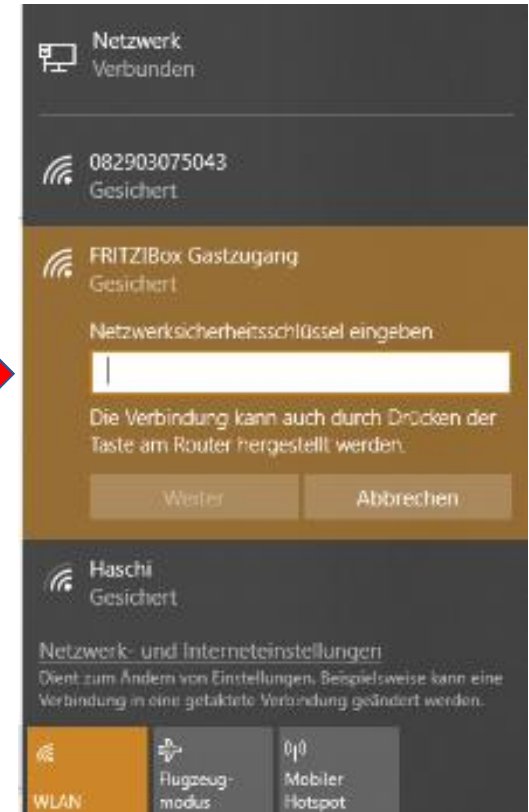 Netzwerk
Verbunden
082903075043
Gesichert
FRITZ!Box Gastzugang
Gesichert
Netzwerksicherheitsschlüssel eingeben
Die Verbindung kann auch durch Drücken der
Taste am Router hergestellt werden.
Weiter Abbrechen
Haschi
Gesichert
Netzwerk- und Interneteinstellungen
Dient zum Ändern von Einstellungen. Beispielsweise kann eine
Verbindung in eine getaktete Verbindung geändert werden.
WLAN
Flugzeug-
modus
Mobiler
Hotspot